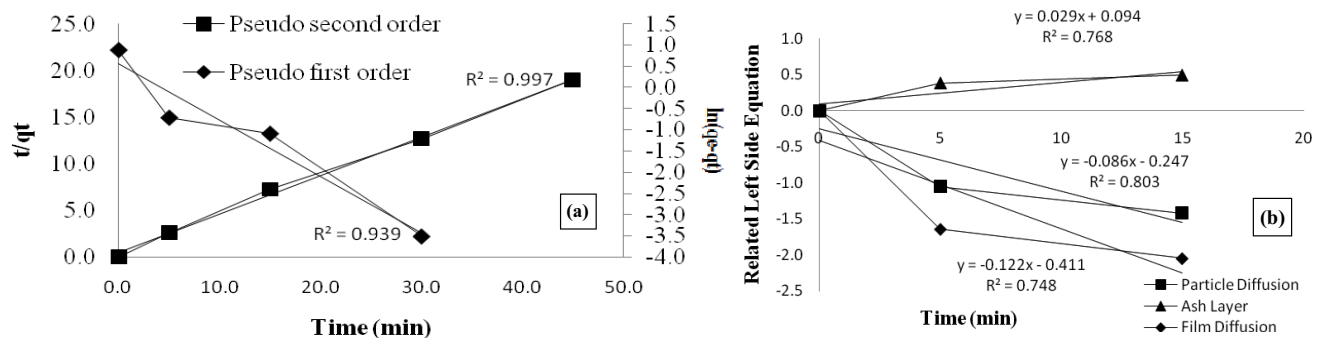 25.0
20.0
15.0
10.0
5.0
0.0
t/qt
Pseudo second order
Pseudo first order
R² = 0.997
R² = 0.939
(a)
1.5
1.0
0.5
0.0
-0.5
-1.0
-1.5
-2.0
-2.5
-3.0
-3.5
-4.0
ln(qe-qt)
0.0 10.0 20.0 30.0 40.0 50.0
Time (min)
y = 0.029x + 0.094
R² = 0.768
1.0
0.5
0.0
-0.5
-1.0
-1.5
-2.0
-2.5
Related Left Side Equation
0 5 10 15 20
y = -0.086x - 0.247
R² = 0.803
(b)
y = -0.122x - 0.411
R² = 0.748
Particle Diffusion
Ash Layer
Film Diffusion
Time (min)